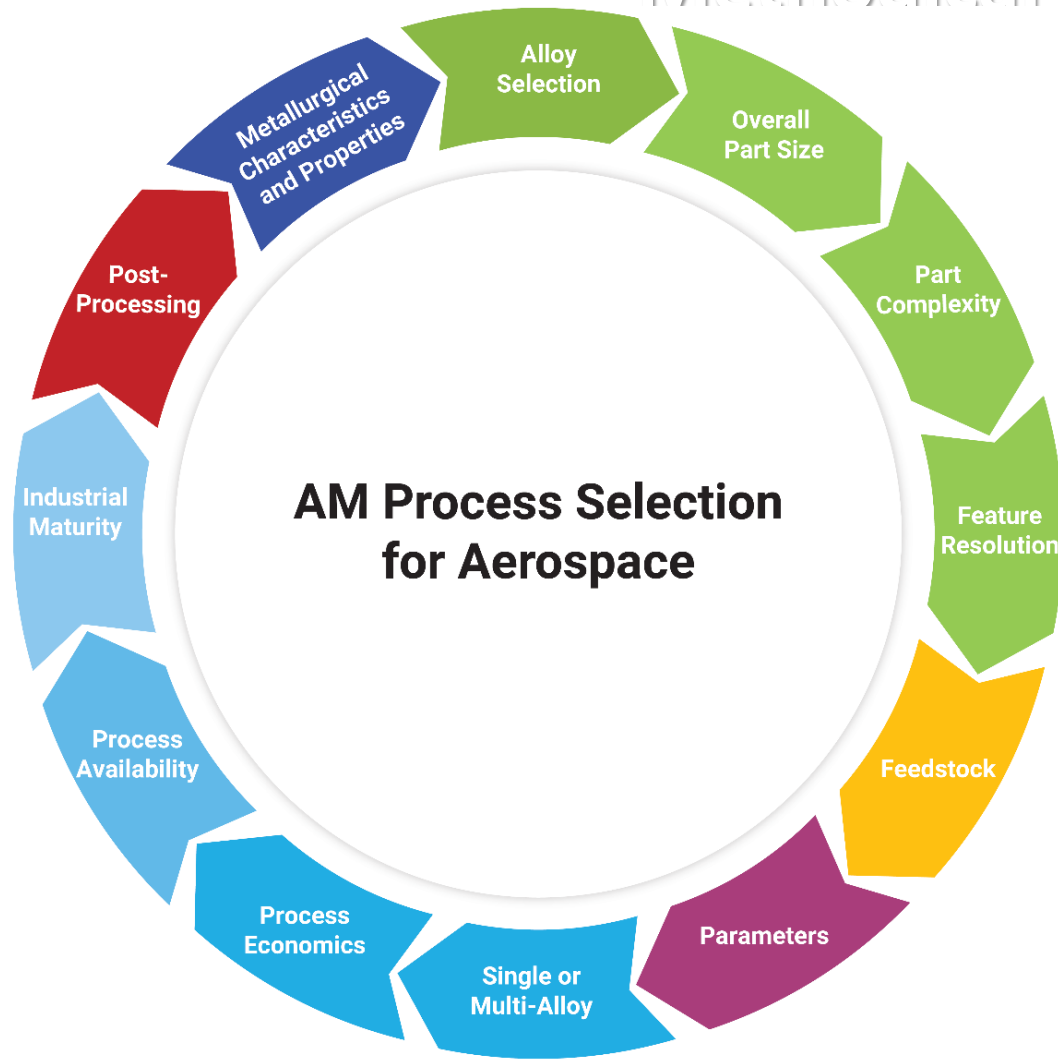 Alloy
Selection
Overall
Part Size
Part
Complexity
Feature
Resolution
Feedstock
Parameters
Single or
Multi-Alloy
Process
Economics
Process
Availability
Industrial
Maturity
Post-
Processing
Metallurgical
Characteristics
and Properties
AM Process Selection
for Aerospace